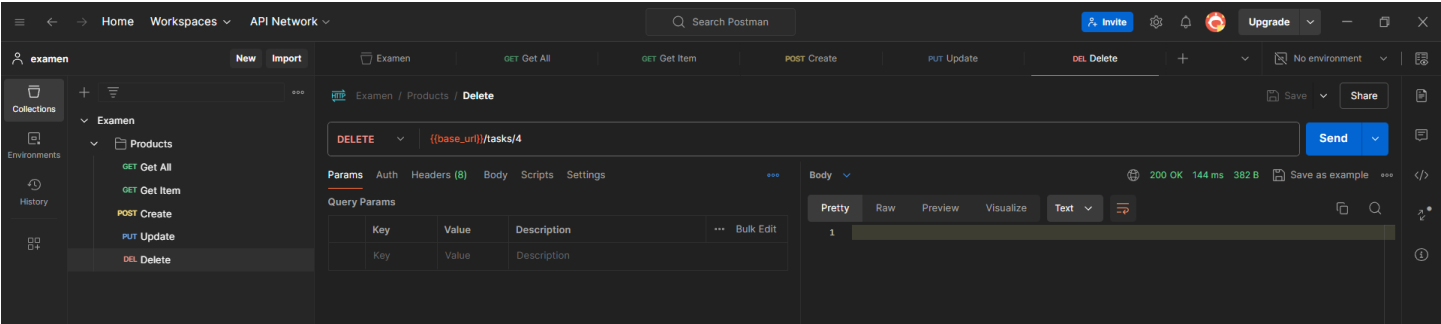 Home Workspaces API Network Search Postman Invite Upgrade
examen New Import Examen GET Get All GET Get Item POST Create PUT Update DEL Delete No environment
Collections
Environments
History
Examen
Products
GET Get All
GET Get Item
POST Create
PUT Update
DEL Delete
HTTP Examen / Products / Delete Save Share
DELETE {{base_url}}/tasks/4 Send
Params Auth Headers (8) Body Scripts Settings
Query Params
Key Value Description Bulk Edit
Key Value Description
Body 200 OK 144 ms 382 B Save as example
Pretty Raw Preview Visualize Text
1